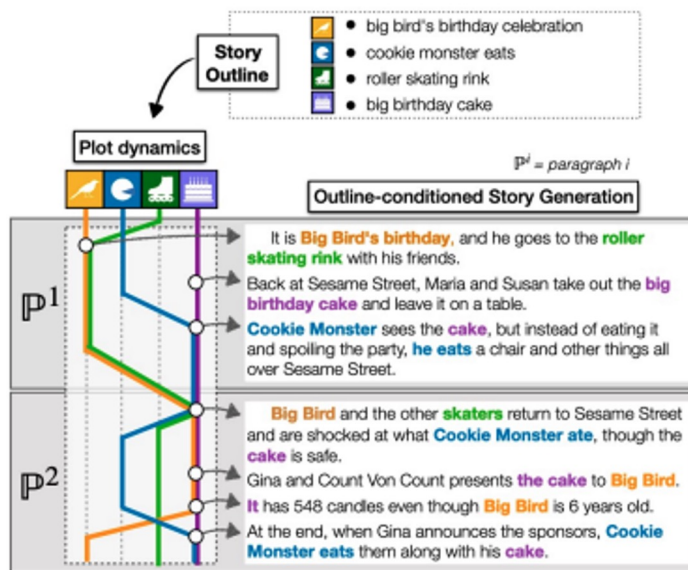 • big bird's birthday celebration
• cookie monster eats
• roller skating rink
• big birthday cake
Story
Outline
Plot dynamics
ℙⁱ = paragraph i
Outline-conditioned Story Generation
ℙ¹
It is Big Bird's birthday, and he goes to the roller
skating rink with his friends.
Back at Sesame Street, Maria and Susan take out the big
birthday cake and leave it on a table.
Cookie Monster sees the cake, but instead of eating it
and spoiling the party, he eats a chair and other things all
over Sesame Street.
ℙ²
Big Bird and the other skaters return to Sesame Street
and are shocked at what Cookie Monster ate, though the
cake is safe.
Gina and Count Von Count presents the cake to Big Bird.
It has 548 candles even though Big Bird is 6 years old.
At the end, when Gina announces the sponsors, Cookie
Monster eats them along with his cake.